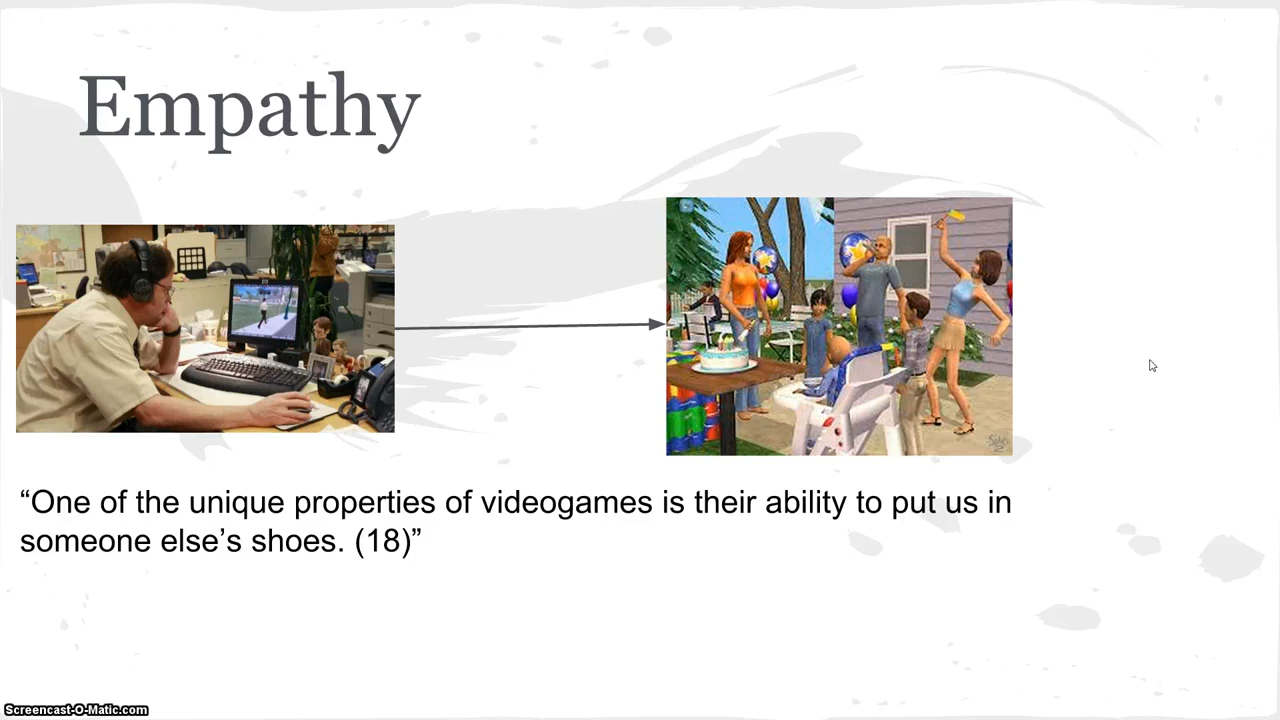 Empathy
“One of the unique properties of videogames is their ability to put us in
someone else’s shoes. (18)”
Screencast-O-Matic.com